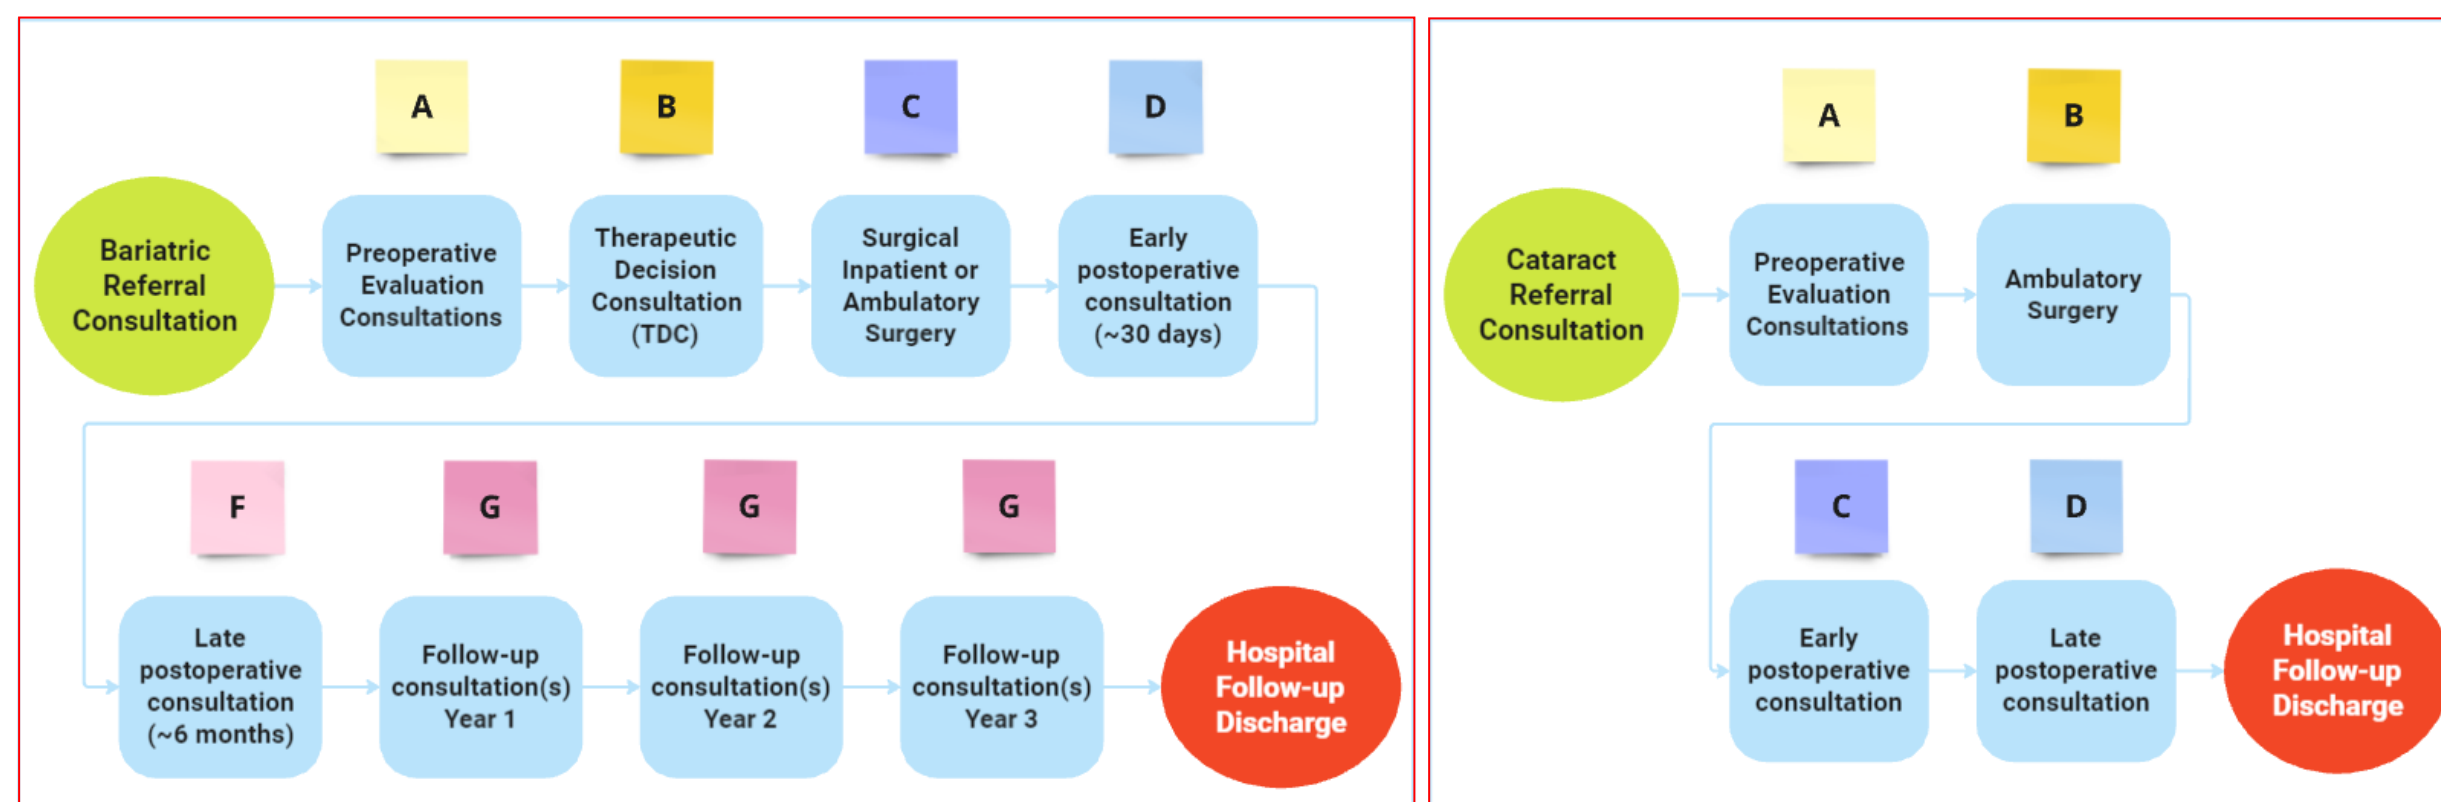 A
B
C
D
Bariatric
Referral
Consultation
Preoperative
Evaluation
Consultations
Therapeutic
Decision
Consultation
(TDC)
Surgical
Inpatient or
Ambulatory
Surgery
Early
postoperative
consultation
(~30 days)
F
G
G
G
Late
postoperative
consultation
(~6 months)
Follow-up
consultation(s)
Year 1
Follow-up
consultation(s)
Year 2
Follow-up
consultation(s)
Year 3
Hospital
Follow-up
Discharge
A
B
Cataract
Referral
Consultation
Preoperative
Evaluation
Consultations
Ambulatory
Surgery
C
D
Early
postoperative
consultation
Late
postoperative
consultation
Hospital
Follow-up
Discharge